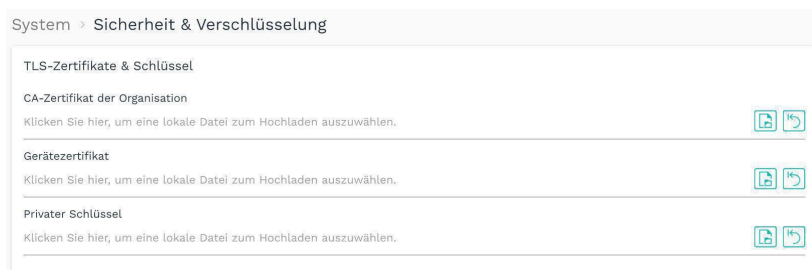 System > Sicherheit & Verschlüsselung
TLS-Zertifikate & Schlüssel
CA-Zertifikat der Organisation
Klicken Sie hier, um eine lokale Datei zum Hochladen auszuwählen.
Gerätezertifikat
Klicken Sie hier, um eine lokale Datei zum Hochladen auszuwählen.
Privater Schlüssel
Klicken Sie hier, um eine lokale Datei zum Hochladen auszuwählen.